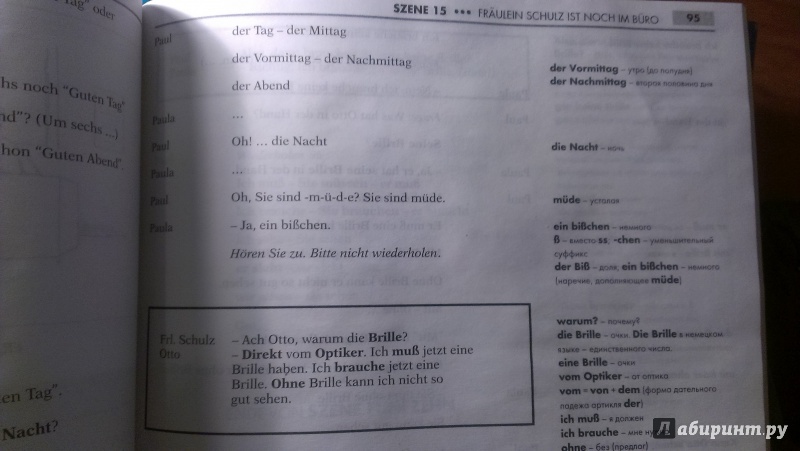 Tag" oder
hs noch "Guten Tag"
nd"? (Um sechs ...)
chon "Guten Abend".
en Tag".
Nacht?
SZENE 15 ••• FRÄULEIN SCHULZ IST NOCH IM BÜRO 95
Paul der Tag – der Mittag
der Vormittag – der Nachmittag
der Abend
Paula ...
Paul Oh! ... die Nacht
Paula ...
Paul Oh, Sie sind -m-ü-d-e? Sie sind müde.
Paula – Ja, ein bißchen.
Hören Sie zu. Bitte nicht wiederholen.
Frl. Schulz – Ach Otto, warum die Brille?
Otto – Direkt vom Optiker. Ich muß jetzt eine
Brille haben. Ich brauche jetzt eine
Brille. Ohne Brille kann ich nicht so
gut sehen.
der Vormittag – утро (до полудня)
der Nachmittag – вторая половина дня
die Nacht – ночь
müde – усталая
ein bißchen – немного
ß – вместо ss, -chen – уменьшительный
суффикс
der Biß – долях, ein bißchen – немного
(наречие, дополняющее müde)
warum? – почему?
die Brille – очки. Die Brille в немецком
языке – единственного числа.
eine Brille – очки
vom Optiker – от оптика
vom = von + dem (форма дательного
падежа артикля der)
ich muß – я должен
ich brauche – мне ну
ohne – без (предлог)
Лабиринт.ру